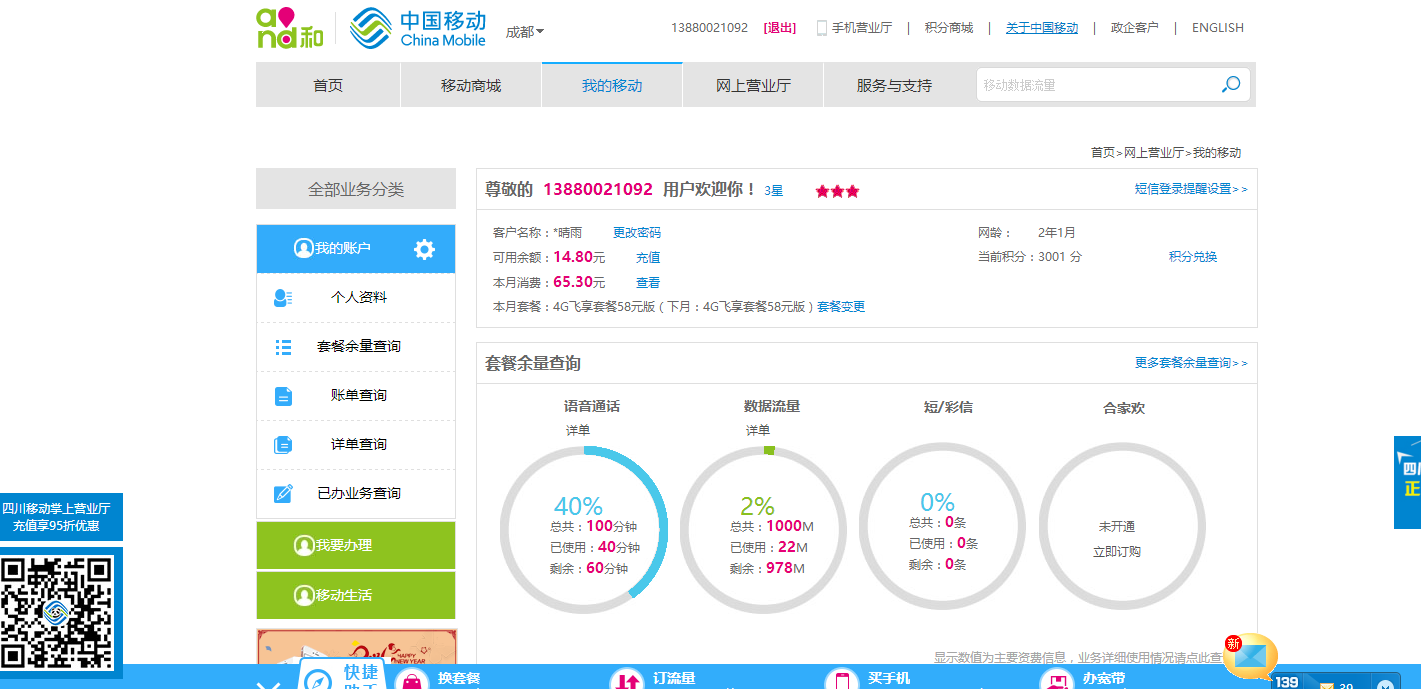 and和
中国移动
China Mobile
成都
13880021092 [退出] 手机营业厅 | 积分商城 | 关于中国移动 | 政企客户 | ENGLISH
首页 移动商城 我的移动 网上营业厅 服务与支持 移动数据流量
首页>网上营业厅>我的移动
全部业务分类
我的账户
个人资料
套餐余量查询
账单查询
详单查询
已办业务查询
我要办理
移动生活
HAPPY
NEW YEAR
尊敬的 13880021092 用户欢迎你！ 3星
短信登录提醒设置>>
客户名称：*晴雨 更改密码
网龄： 2年1月
可用余额：14.80元 充值
当前积分：3001 分 积分兑换
本月消费：65.30元 查看
本月套餐：4G飞享套餐58元版（下月：4G飞享套餐58元版）套餐变更
套餐余量查询
更多套餐余量查询>>
语音通话
详单
40%
总共：100分钟
已使用：40分钟
剩余：60分钟
数据流量
详单
2%
总共：1000M
已使用：22M
剩余：978M
短/彩信
0%
总共：0条
已使用：0条
剩余：0条
合家欢
未开通
立即订购
显示数值为主要资费信息，业务详细使用情况请点此查
四川移动掌上营业厅
充值享95折优惠
四川
正
新
快捷
助手
换套餐
订流量
买手机
办宽带
139